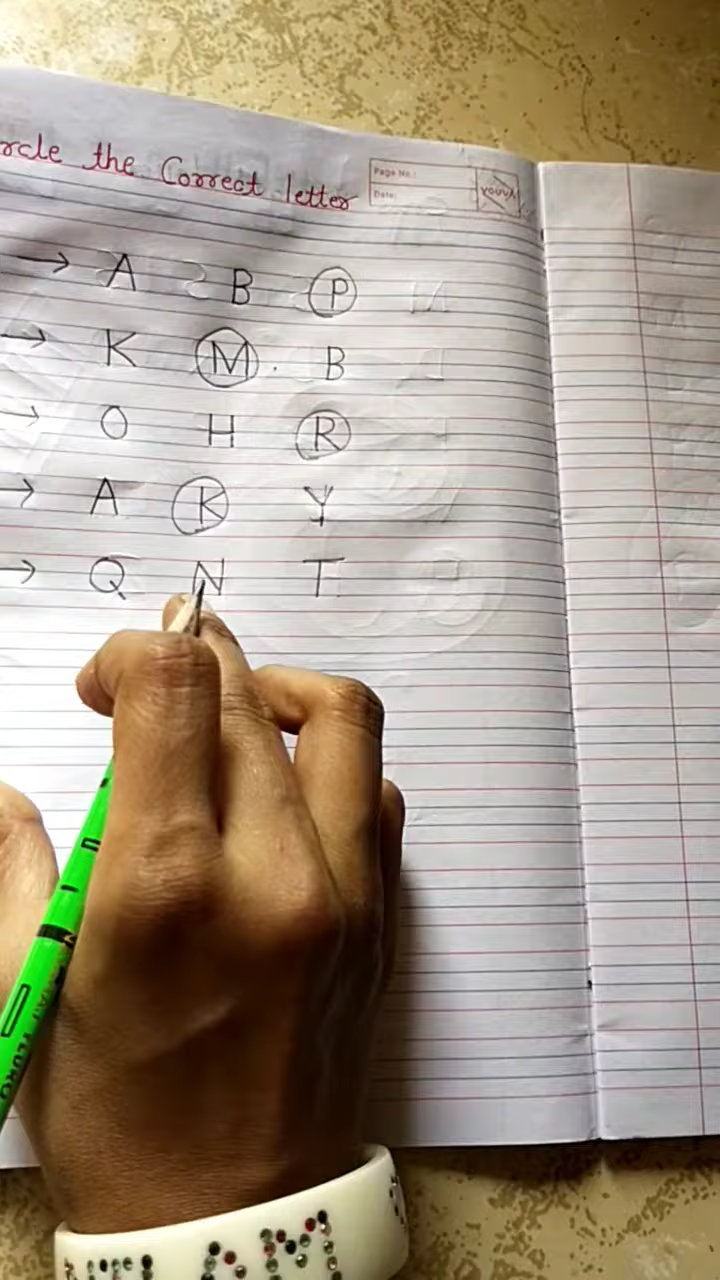 rcle the Correct letter
Page No.:
Date:
YOUVA
→ A B P
→ K M B
→ O H R
→ A K Y
→ Q N T